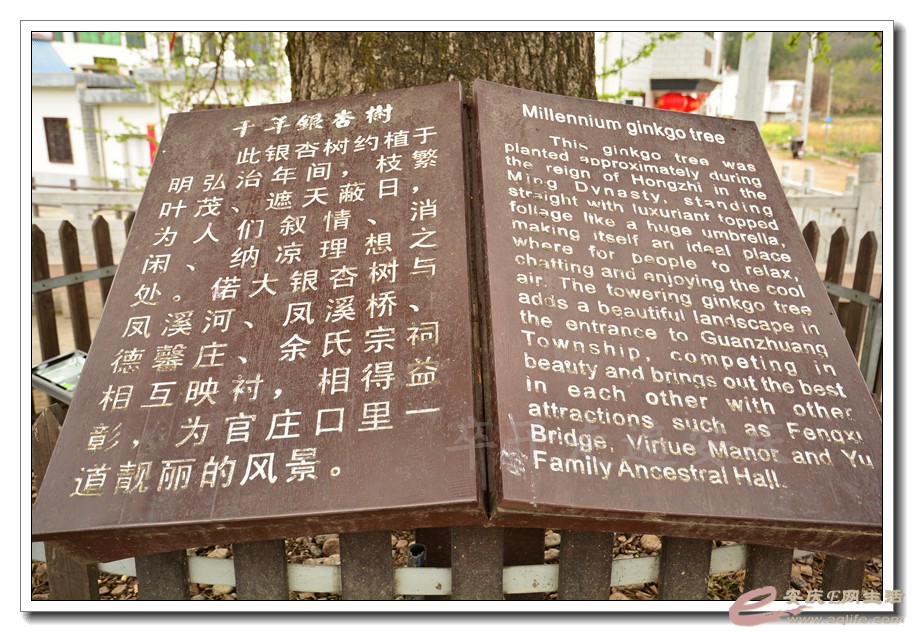 千年银杏樹
此银杏树约植于
明弘治年间，枝繁
叶茂、遮天蔽日，
为人们叙情、消
闲、纳凉理想之
处。偌大银杏树与
凤溪河、凤溪桥、
德馨庄、余氏宗祠
相互映衬，相得益
彰，为官庄口里一
道靓丽的风景。
Millennium ginkgo tree
This ginkgo tree was
planted approximately during
the reign of Hongzhi in the
Ming Dynasty, standing
straight with luxuriant topped
foliage like a huge umbrella,
making itself an ideal place
where for people to relax,
chatting and enjoying the cool
air. The towering ginkgo tree
adds a beautiful landscape in
the entrance to Guanzhuang
Township, competing in
beauty and brings out the best
in each other with other
attractions such as Fengxi
Bridge, Virtue Manor and Yu
Family Ancestral Hall.
安庆E网生活
www.aqlife.com